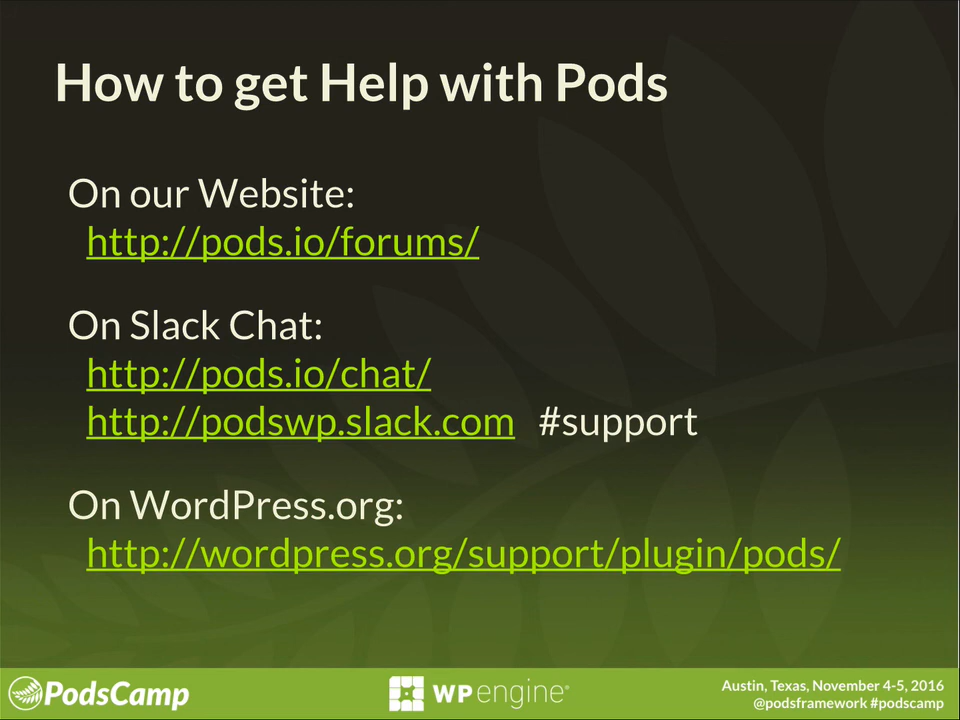 How to get Help with Pods
On our Website:
http://pods.io/forums/
On Slack Chat:
http://pods.io/chat/
http://podswp.slack.com #support
On WordPress.org:
http://wordpress.org/support/plugin/pods/
PodsCamp
WP engine®
Austin, Texas, November 4-5, 2016
@podsframework #podscamp